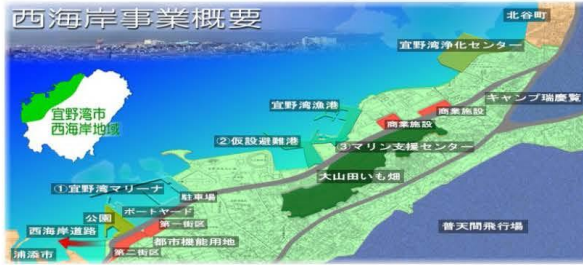 西海岸事業概要
北谷町
宜野湾浄化センター
宜野湾漁港
キャンプ瑞慶覧
商業施設
商業施設
宜野湾市
西海岸地域
②仮設避難港
③マリン支援センター
大山田いも畑
①宜野湾マリーナ
駐車場
公園
ボートヤード
第一街区
西海岸道路
都市機能用地
普天間飛行場
浦添市
第二街区